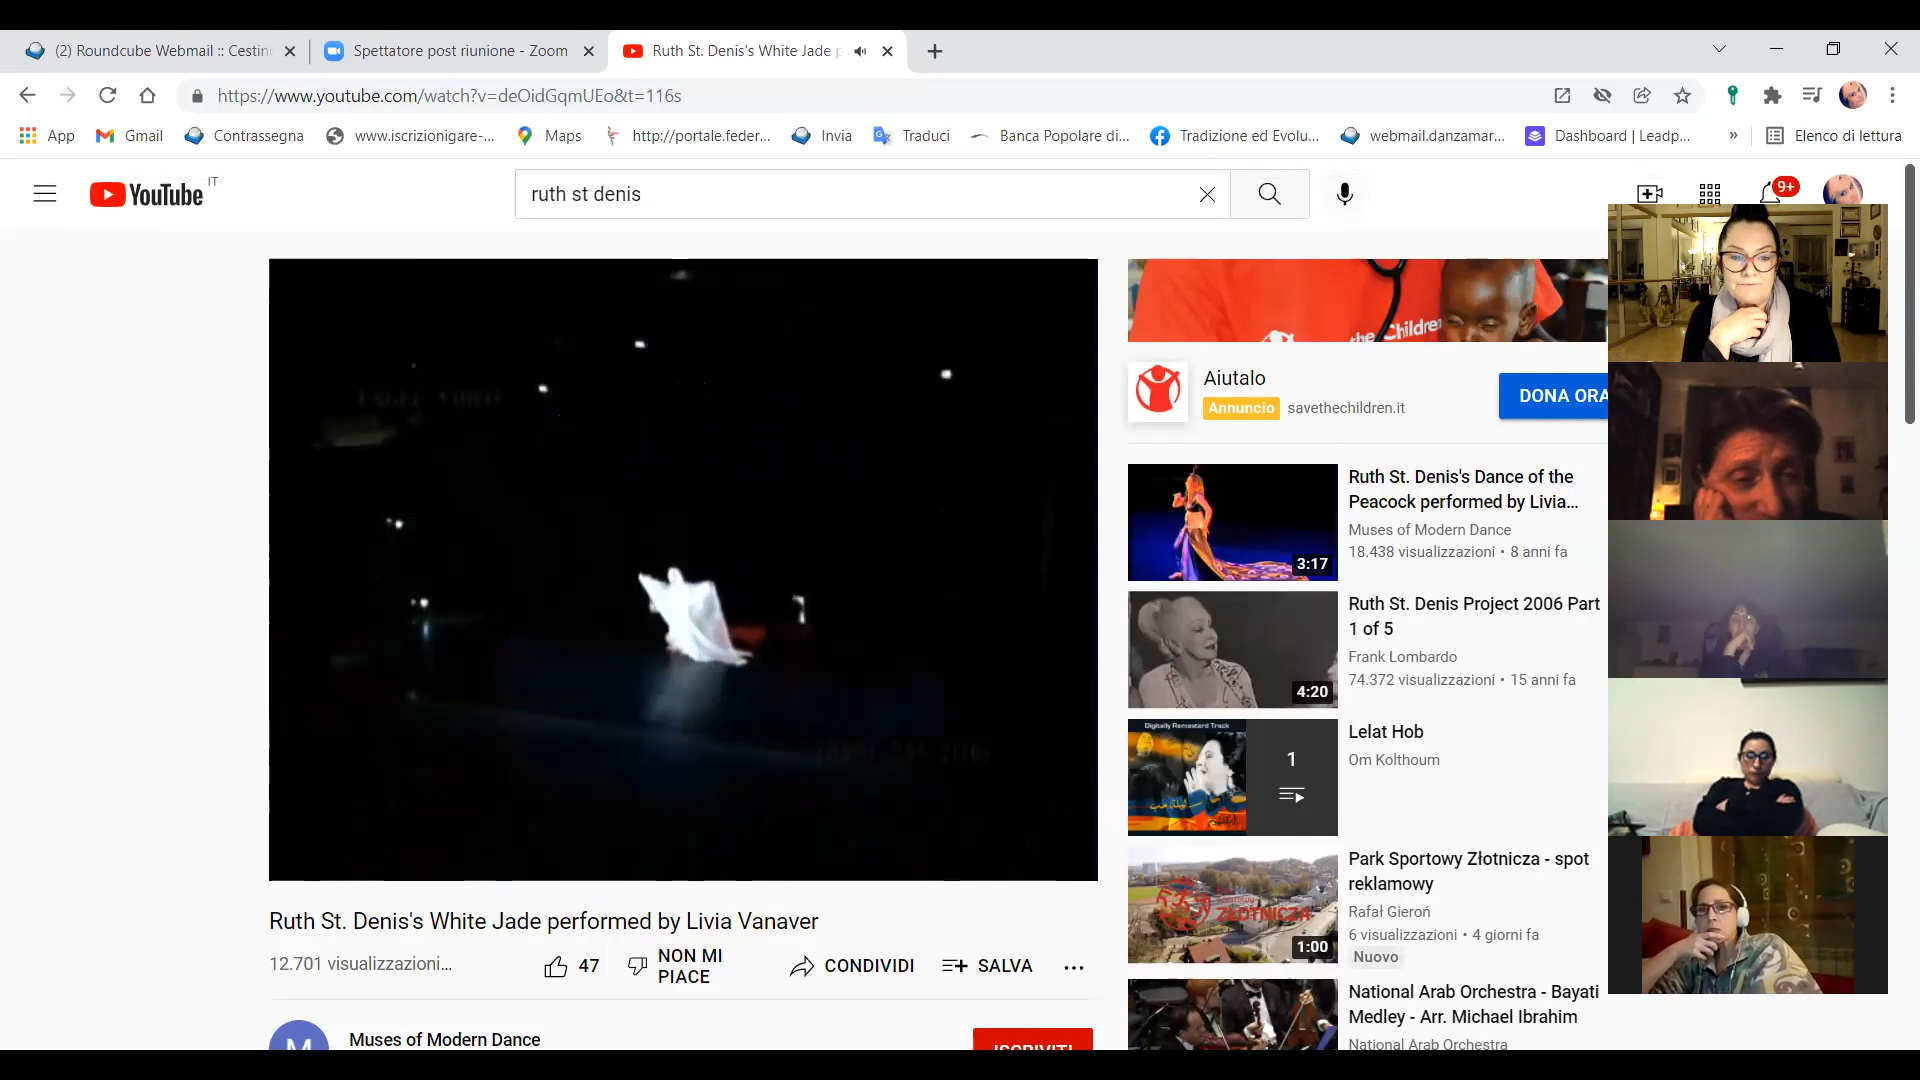 (2) Roundcube Webmail :: Cestin
Spettatore post riunione - Zoom
Ruth St. Denis's White Jade p
https://www.youtube.com/watch?v=deOidGqmUEo&t=116s
App
Gmail
Contrassegna
www.iscrizionigare-...
Maps
http://portale.feder...
Invia
Traduci
Banca Popolare di...
Tradizione ed Evolu...
webmail.danzamar...
Dashboard | Leadp...
»
Elenco di lettura
YouTube IT
ruth st denis
9+
the Children
Aiutalo
Annuncio savethechildren.it
DONA ORA
Ruth St. Denis's Dance of the
Peacock performed by Livia...
Muses of Modern Dance
18.438 visualizzazioni • 8 anni fa
3:17
Ruth St. Denis Project 2006 Part
1 of 5
Frank Lombardo
74.372 visualizzazioni • 15 anni fa
4:20
Digitally Remasterd Track
1
Lelat Hob
Om Kolthoum
Park Sportowy Złotnicza - spot
reklamowy
Rafał Gieroń
6 visualizzazioni • 4 giorni fa
Nuovo
ZŁOTNICZA
1:00
National Arab Orchestra - Bayati
Medley - Arr. Michael Ibrahim
National Arab Orchestra
Ruth St. Denis's White Jade performed by Livia Vanaver
12.701 visualizzazioni...
47
NON MI
PIACE
CONDIVIDI
SALVA
M
Muses of Modern Dance
ISCRIVITI